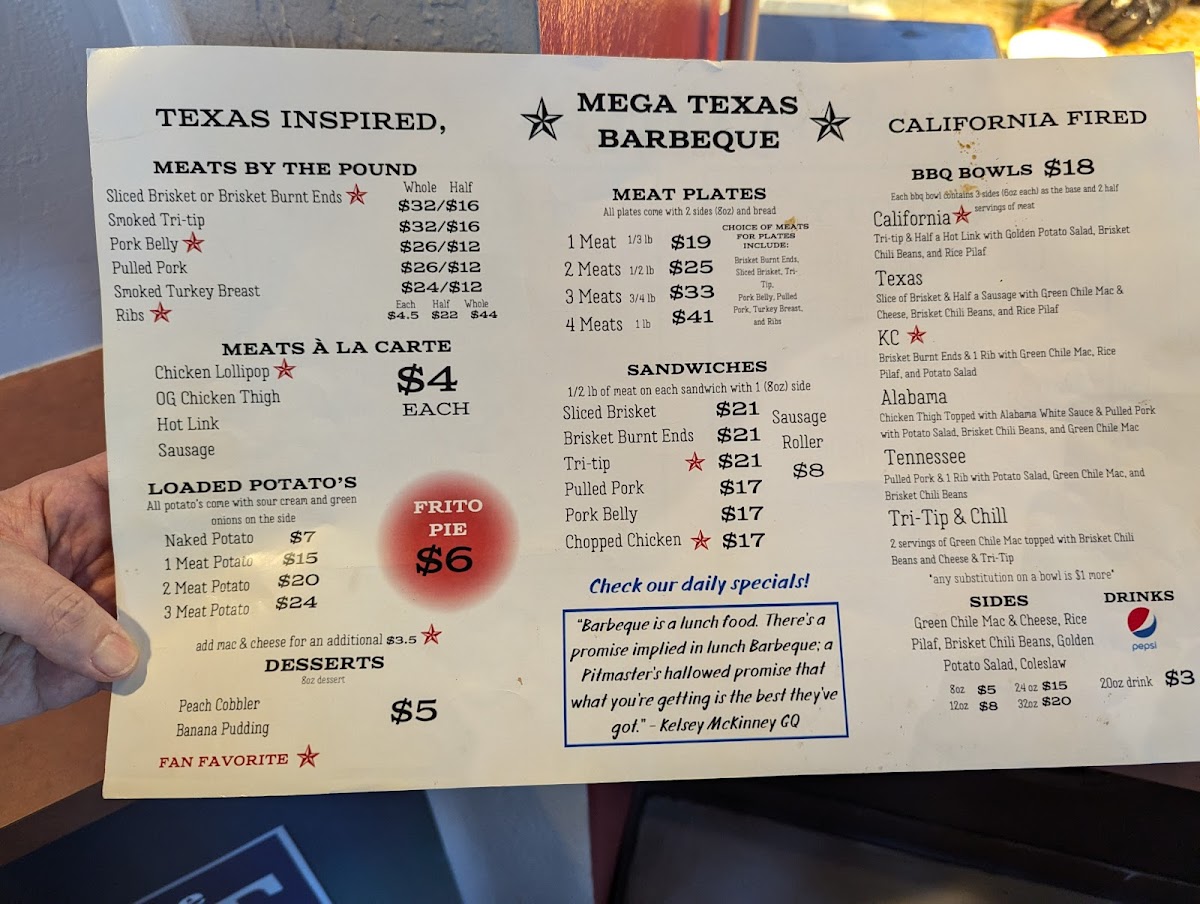 TEXAS INSPIRED,
MEATS BY THE POUND
Whole Half
Sliced Brisket or Brisket Burnt Ends $32/$16
Smoked Tri-tip $32/$16
Pork Belly $26/$12
Pulled Pork $26/$12
Smoked Turkey Breast $24/$12
Each Half Whole
Ribs $4.5 $22 $44
MEATS À LA CARTE
Chicken Lollipop
OG Chicken Thigh
Hot Link
Sausage
$4
EACH
LOADED POTATO'S
All potato's come with sour cream and green
onions on the side
Naked Potato $7
1 Meat Potato $15
2 Meat Potato $20
3 Meat Potato $24
add mac & cheese for an additional $3.5
FRITO
PIE
$6
DESSERTS
8oz dessert
Peach Cobbler
Banana Pudding
$5
FAN FAVORITE
MEGA TEXAS
BARBEQUE
MEAT PLATES
All plates come with 2 sides (8oz) and bread
1 Meat 1/3 lb $19
2 Meats 1/2 lb $25
3 Meats 3/4 lb $33
4 Meats 1 lb $41
CHOICE OF MEATS
FOR PLATES
INCLUDE:
Brisket Burnt Ends,
Sliced Brisket, Tri-
Tip,
Pork Belly, Pulled
Pork, Turkey Breast,
and Ribs
SANDWICHES
1/2 lb of meat on each sandwich with 1 (8oz) side
Sliced Brisket $21
Brisket Burnt Ends $21
Tri-tip $21
Pulled Pork $17
Pork Belly $17
Chopped Chicken $17
Sausage
Roller
$8
Check our daily specials!
"Barbeque is a lunch food. There's a
promise implied in lunch Barbeque; a
Pitmaster's hallowed promise that
what you're getting is the best they've
got." - Kelsey McKinney GQ
CALIFORNIA FIRED
BBQ BOWLS $18
Each bbq bowl contains 3 sides (6oz each) as the base and 2 half
servings of meat
California
Tri-tip & Half a Hot Link with Golden Potato Salad, Brisket
Chili Beans, and Rice Pilaf
Texas
Slice of Brisket & Half a Sausage with Green Chile Mac &
Cheese, Brisket Chili Beans, and Rice Pilaf
KC
Brisket Burnt Ends & 1 Rib with Green Chile Mac, Rice
Pilaf, and Potato Salad
Alabama
Chicken Thigh Topped with Alabama White Sauce & Pulled Pork
with Potato Salad, Brisket Chili Beans, and Green Chile Mac
Tennessee
Pulled Pork & 1 Rib with Potato Salad, Green Chile Mac, and
Brisket Chili Beans
Tri-Tip & Chill
2 servings of Green Chile Mac topped with Brisket Chili
Beans and Cheese & Tri-Tip
*any substitution on a bowl is $1 more*
SIDES
Green Chile Mac & Cheese, Rice
Pilaf, Brisket Chili Beans, Golden
Potato Salad, Coleslaw
8oz $5 24 oz $15
12oz $8 32oz $20
DRINKS
pepsi
20oz drink $3